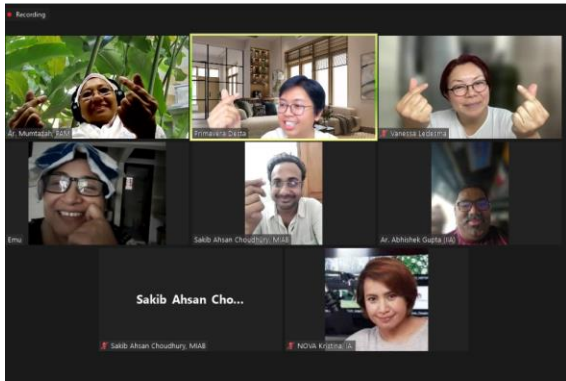 Recording
Ar. Mumtazah, PAM
Primavera Desta
Vanessa Ledesma
Emu
Sakib Ahsan Choudhury, MIAB
Ar. Abhishek Gupta (IIA)
Sakib Ahsan Cho...
Sakib Ahsan Choudhury, MIAB
NOVA Kristina, IA